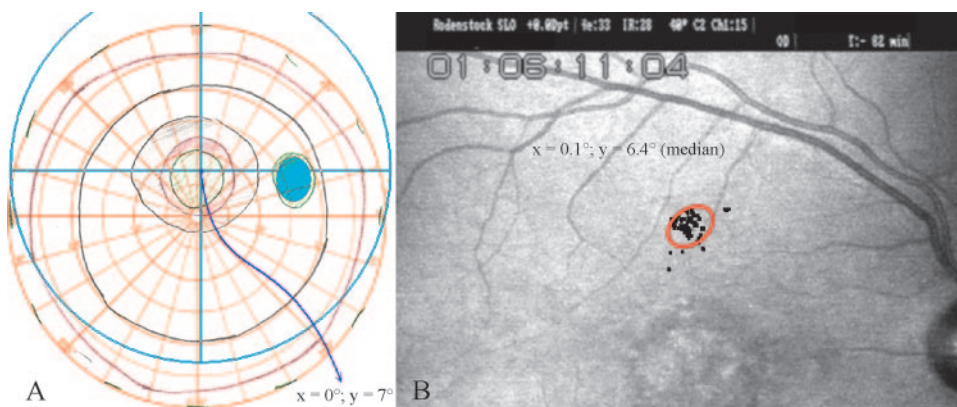 Rodenstock SLO +0.0Dpt fe:33 IR:28 40° C2 Ch1:15
OD T:- 82 min
01:06:11:04
x = 0.1°; y = 6.4° (median)
A
x = 0°; y = 7°
B